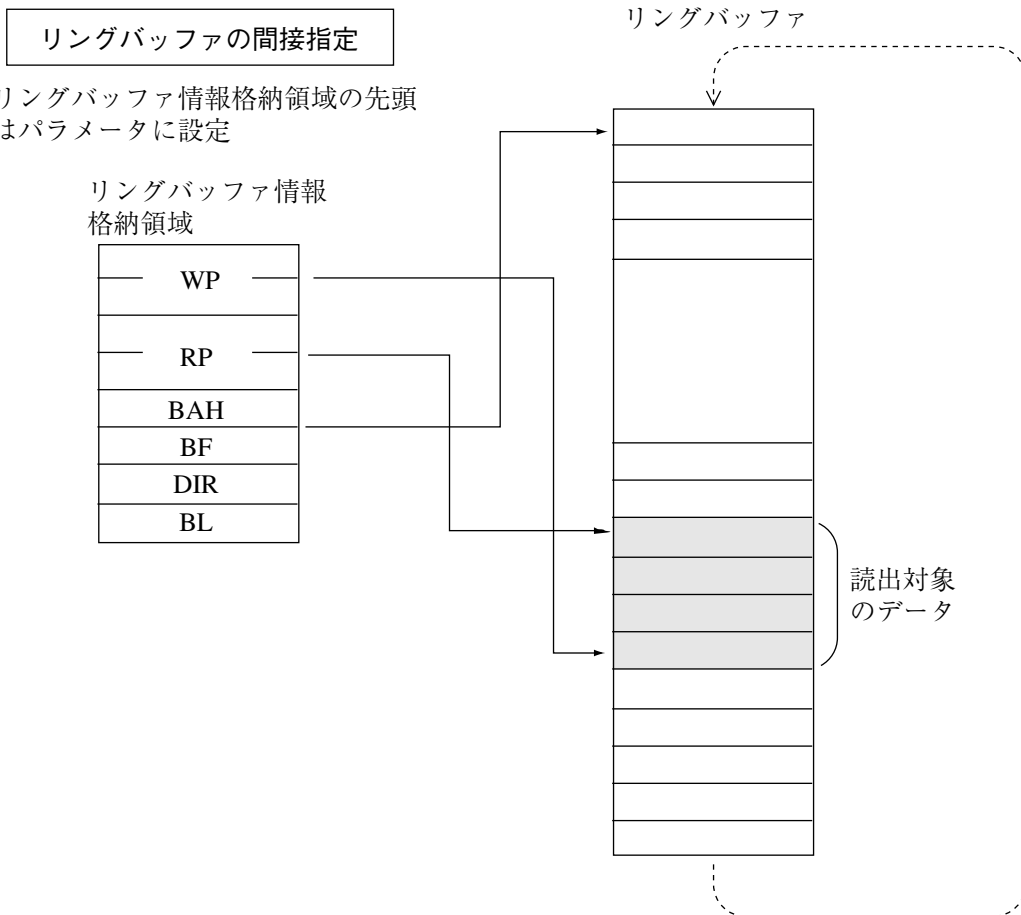 リングバッファの間接指定
リングバッファ
リングバッファ情報格納領域の先頭
はパラメータに設定
リングバッファ情報
格納領域
WP
RP
BAH
BF
DIR
BL
読出対象
のデータ